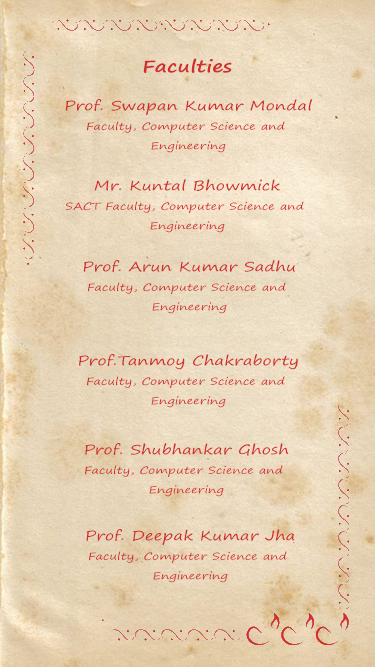 Faculties
Prof. Swapan Kumar Mondal
Faculty, Computer Science and
Engineering
Mr. Kuntal Bhowmick
SACT Faculty, Computer Science and
Engineering
Prof. Arun Kumar Sadhu
Faculty, Computer Science and
Engineering
Prof.Tanmoy Chakraborty
Faculty, Computer Science and
Engineering
Prof. Shubhankar Ghosh
Faculty, Computer Science and
Engineering
Prof. Deepak Kumar Jha
Faculty, Computer Science and
Engineering